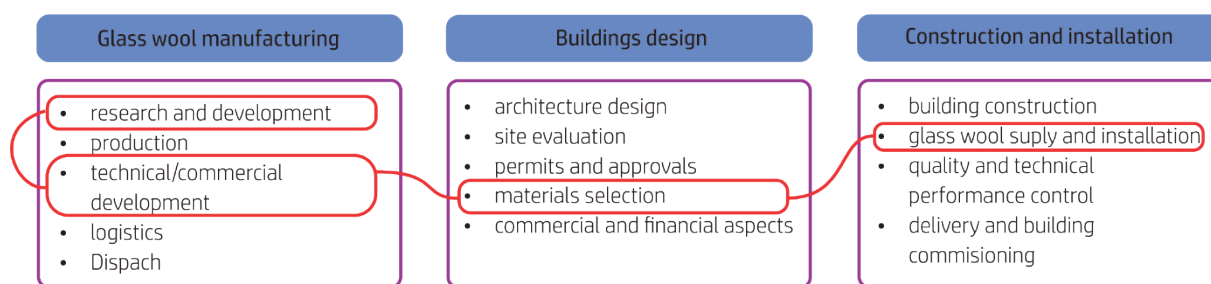 Glass wool manufacturing
• research and development
• production
• technical/commercial
development
• logistics
• Dispach
Buildings design
• architecture design
• site evaluation
• permits and approvals
• materials selection
• commercial and financial aspects
Construction and installation
• building construction
• glass wool suply and installation
• quality and technical
performance control
• delivery and building
commisioning